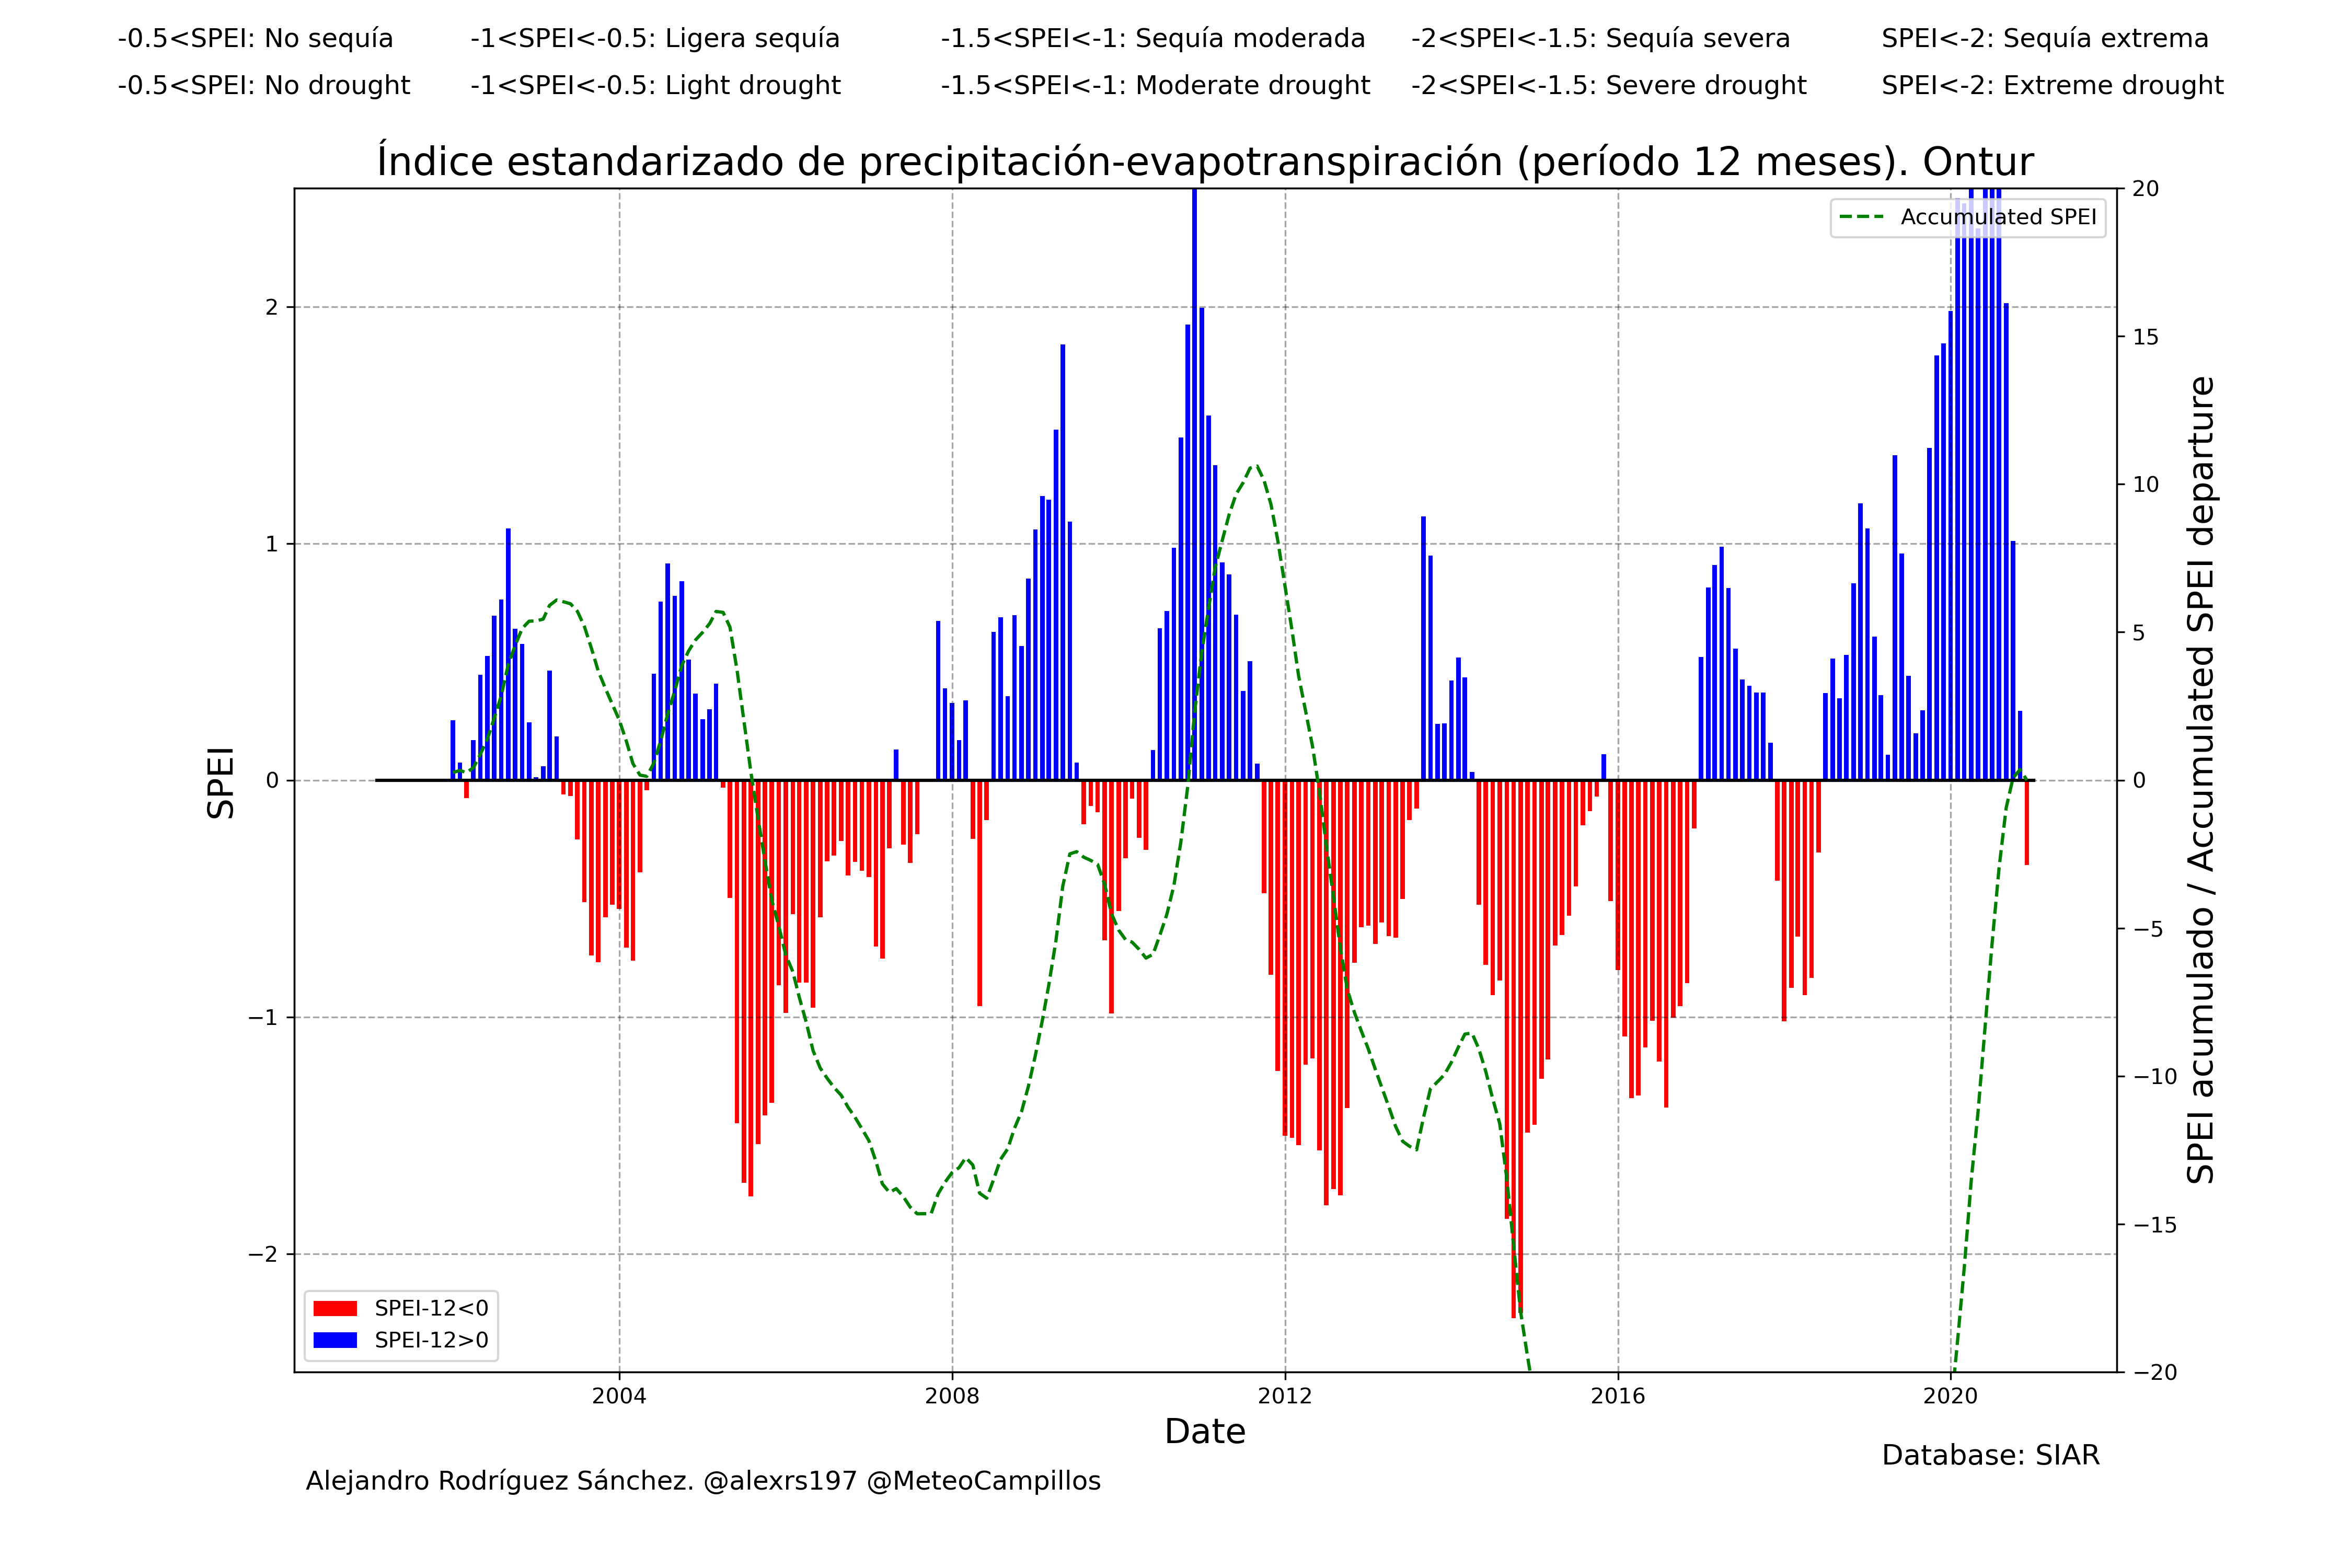 -0.5<SPEI: No sequía -1<SPEI<-0.5: Ligera sequía -1.5<SPEI<-1: Sequía moderada -2<SPEI<-1.5: Sequía severa SPEI<-2: Sequía extrema
-0.5<SPEI: No drought -1<SPEI<-0.5: Light drought -1.5<SPEI<-1: Moderate drought -2<SPEI<-1.5: Severe drought SPEI<-2: Extreme drought
Índice estandarizado de precipitación-evapotranspiración (período 12 meses). Ontur
Accumulated SPEI
SPEI
2
1
0
−1
−2
20
15
10
5
0
−5
−10
−15
−20
SPEI acumulado / Accumulated SPEI departure
SPEI-12<0
SPEI-12>0
2004 2008 2012 2016 2020
Date
Database: SIAR
Alejandro Rodríguez Sánchez. @alexrs197 @MeteoCampillos